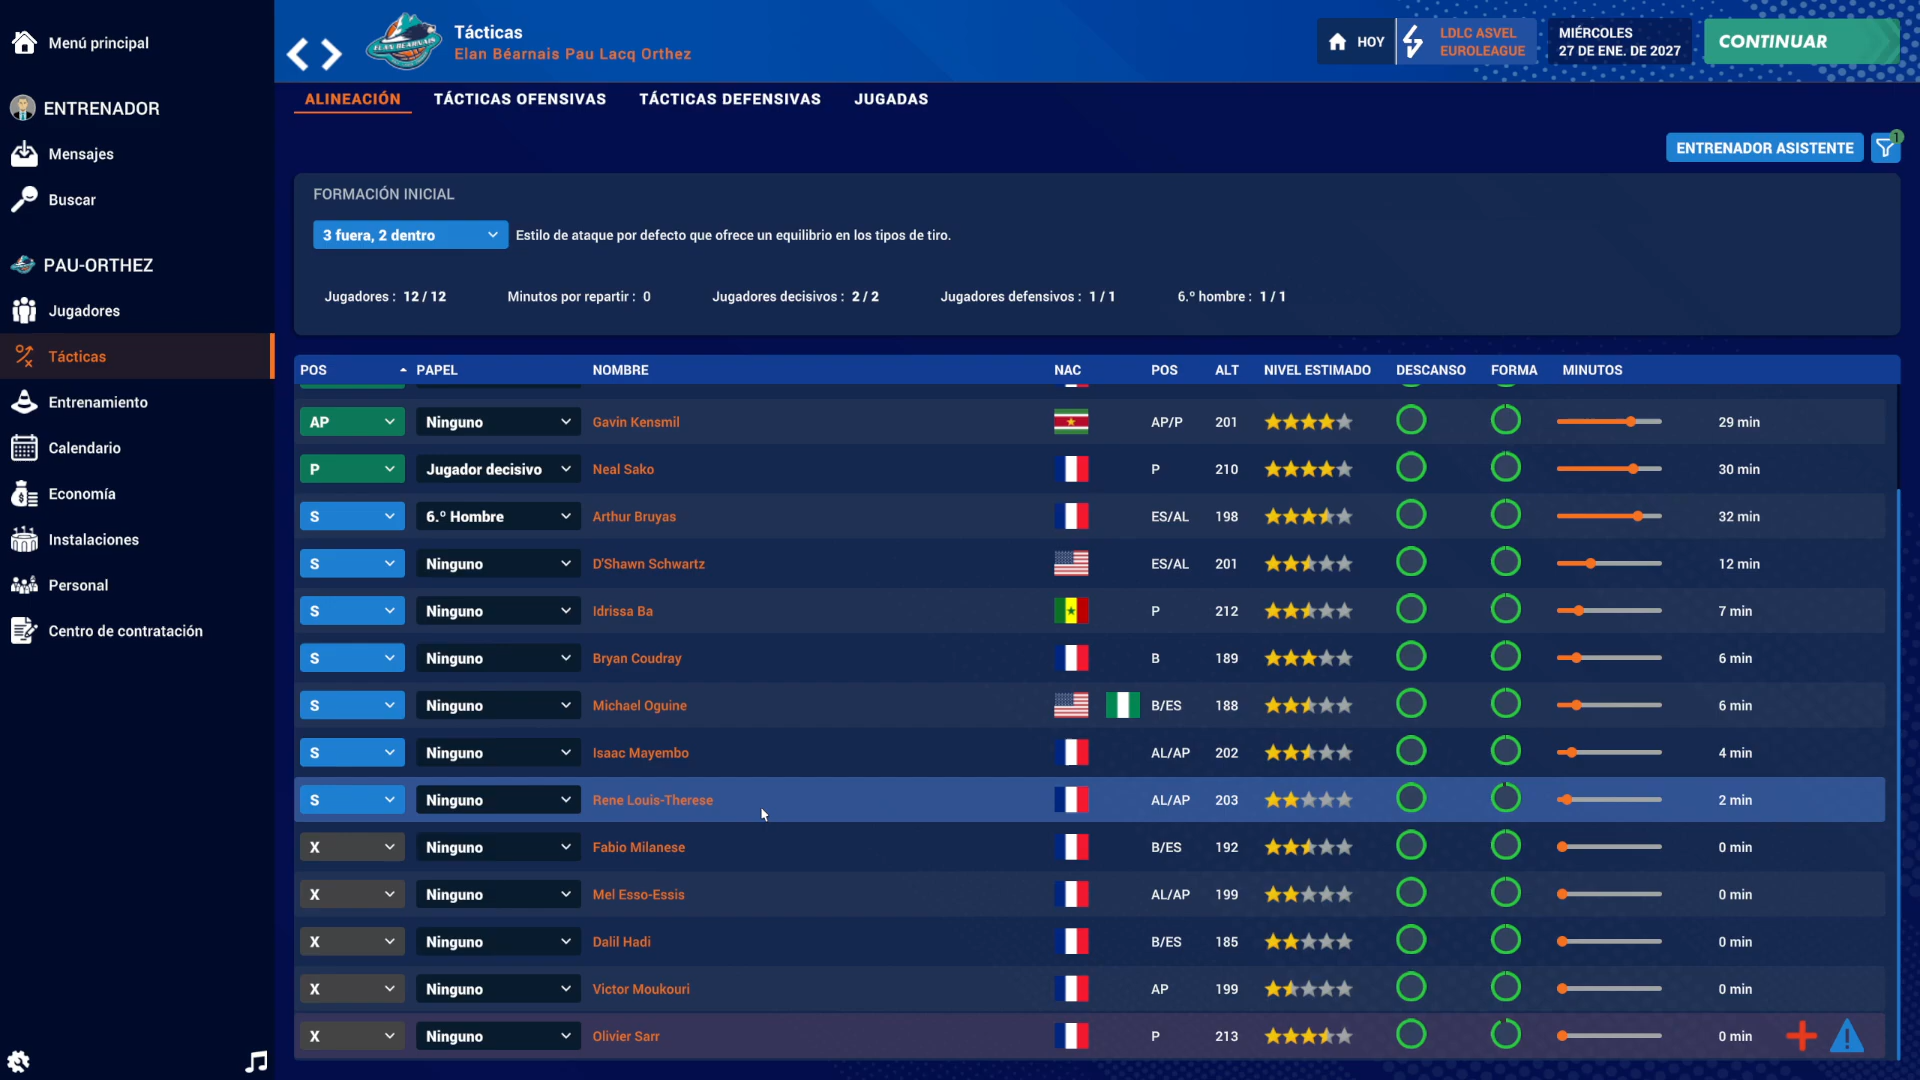 Menú principal
ENTRENADOR
Mensajes
Buscar
PAU-ORTHEZ
Jugadores
Tácticas
Entrenamiento
Calendario
Economía
Instalaciones
Personal
Centro de contratación
ELAN BÉARNAIS
Tácticas
Elan Béarnais Pau Lacq Orthez
HOY
LDLC ASVEL
EUROLEAGUE
MIÉRCOLES
27 DE ENE. DE 2027
CONTINUAR
ALINEACIÓN TÁCTICAS OFENSIVAS TÁCTICAS DEFENSIVAS JUGADAS
ENTRENADOR ASISTENTE 1
FORMACIÓN INICIAL
3 fuera, 2 dentro Estilo de ataque por defecto que ofrece un equilibrio en los tipos de tiro.
Jugadores : 12 / 12 Minutos por repartir : 0 Jugadores decisivos : 2 / 2 Jugadores defensivos : 1 / 1 6.º hombre : 1 / 1
POS PAPEL NOMBRE NAC POS ALT NIVEL ESTIMADO DESCANSO FORMA MINUTOS
AP Ninguno Gavin Kensmil AP/P 201 29 min
P Jugador decisivo Neal Sako P 210 30 min
S 6.º Hombre Arthur Bruyas ES/AL 198 32 min
S Ninguno D'Shawn Schwartz ES/AL 201 12 min
S Ninguno Idrissa Ba P 212 7 min
S Ninguno Bryan Coudray B 189 6 min
S Ninguno Michael Oguine B/ES 188 6 min
S Ninguno Isaac Mayembo AL/AP 202 4 min
S Ninguno Rene Louis-Therese AL/AP 203 2 min
X Ninguno Fabio Milanese B/ES 192 0 min
X Ninguno Mel Esso-Essis AL/AP 199 0 min
X Ninguno Dalil Hadi B/ES 185 0 min
X Ninguno Victor Moukouri AP 199 0 min
X Ninguno Olivier Sarr P 213 0 min